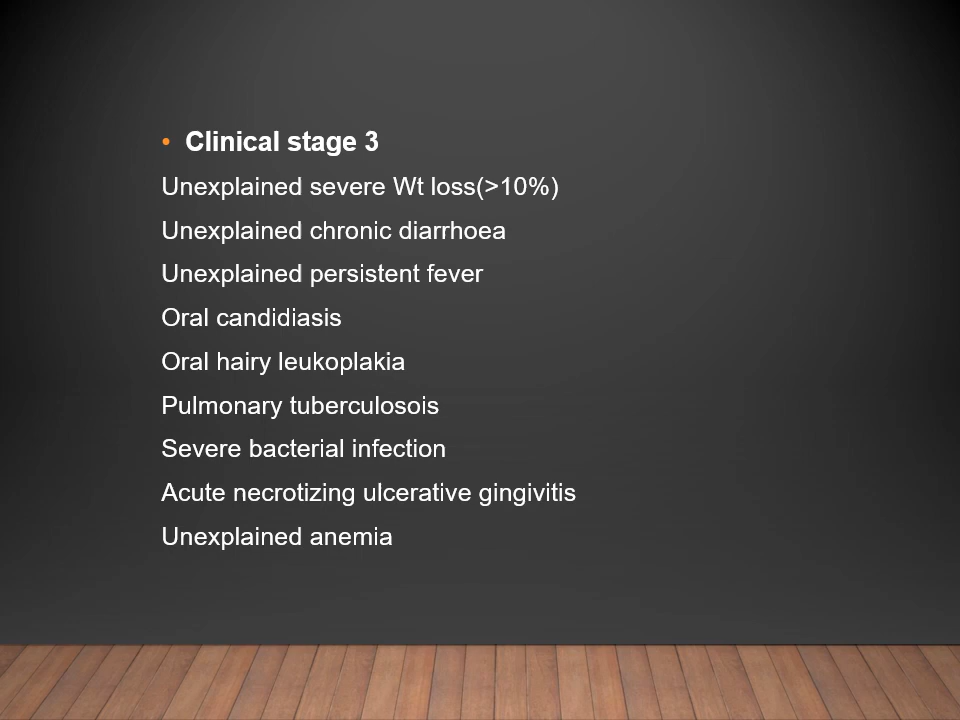 • Clinical stage 3
Unexplained severe Wt loss(>10%)
Unexplained chronic diarrhoea
Unexplained persistent fever
Oral candidiasis
Oral hairy leukoplakia
Pulmonary tuberculosois
Severe bacterial infection
Acute necrotizing ulcerative gingivitis
Unexplained anemia